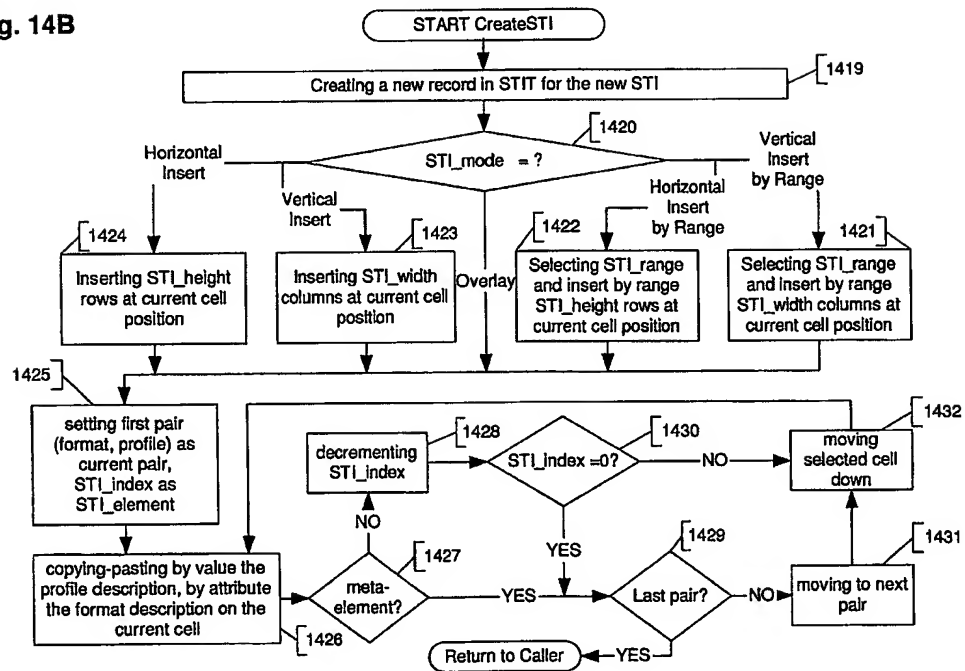 g. 14B
START CreateSTI
1419
Creating a new record in STIT for the new STI
1420
STI_mode = ?
Horizontal
Insert
Vertical
Insert
Overlay
Horizontal
Insert
by Range
Vertical
Insert
by Range
1424
Inserting STI_height
rows at current cell
position
1423
Inserting STI_width
columns at current cell
position
1422
Selecting STI_range
and insert by range
STI_height rows at
current cell position
1421
Selecting STI_range
and insert by range
STI_width columns at
current cell position
1425
setting first pair
(format, profile) as
current pair,
STI_index as
STI_element
1428
decrementing
STI_index
1430
STI_index =0?
NO
1432
moving
selected cell
down
NO
YES
1429
1431
copying-pasting by value the
profile description, by attribute
the format description on the
current cell
1426
1427
meta-
element?
YES
Last pair?
NO
moving to next
pair
YES
Return to Caller